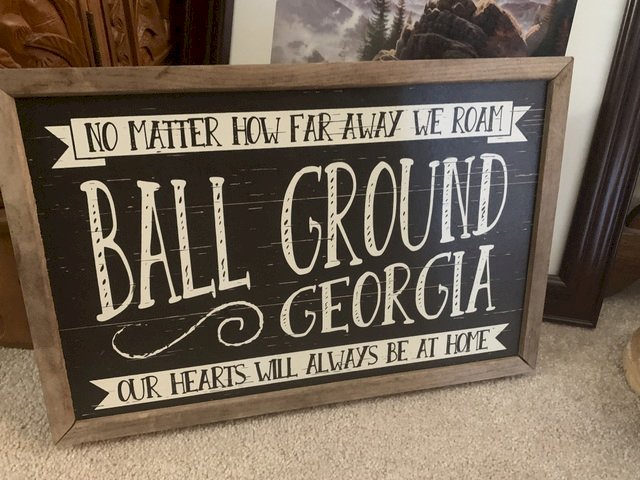 NO MATTER HOW FAR AWAY WE ROAM
BALL GROUND
GEORGIA
OUR HEARTS WILL ALWAYS BE AT HOME